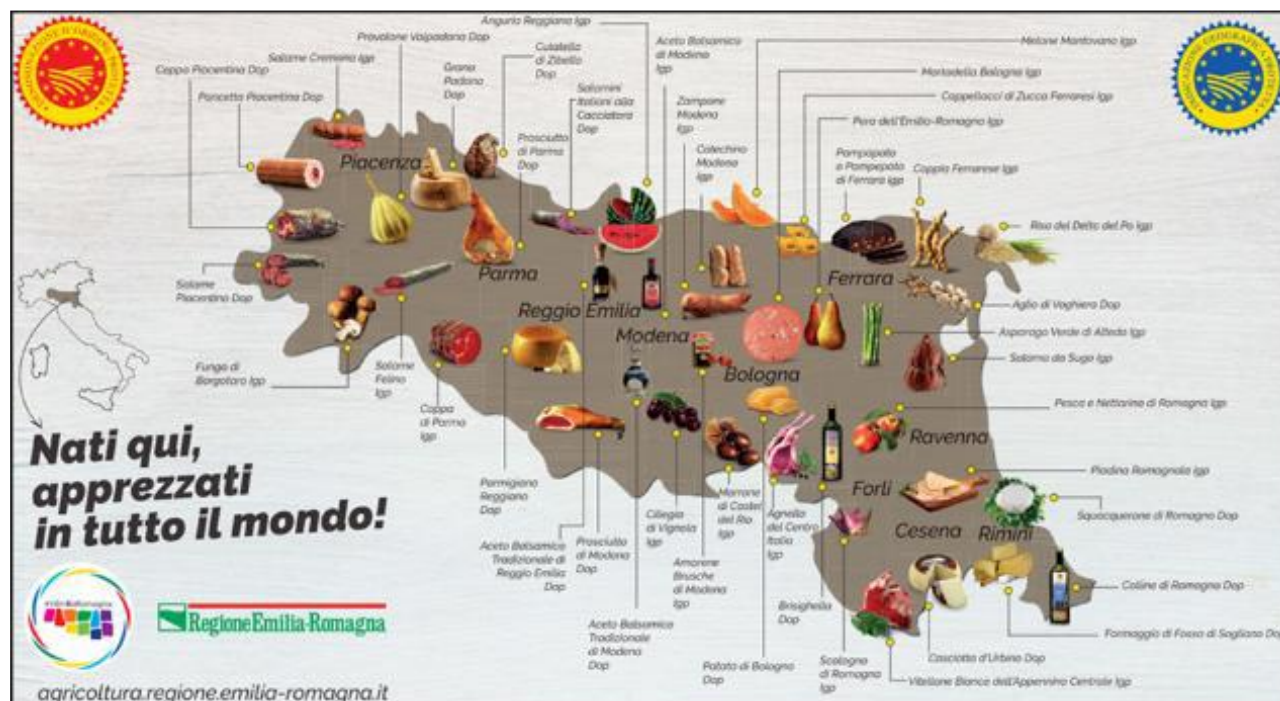 DENOMINAZIONE D'ORIGINE PROTETTA
Coppa Piacentina Dop
Pancetta Piacentina Dop
Salame Cremona Igp
Provolone Valpadana Dop
Grana
Padano
Dop
Culatello
di Zibello
Dop
Prosciutto
di Parma
Dop
Anguria Reggiana Igp
Salamini
Italiani alla
Cacciatora
Dop
Aceto Balsamico
di Modena
Igp
Zampone
Modena
Igp
Cotechino
Modena
Igp
Melone Mantovano Igp
Mortadella Bologna Igp
Cappellacci di Zucca Ferraresi Igp
Pera dell'Emilia-Romagna Igp
Pampapato
o Pampepato
di Ferrara Igp
Coppia Ferrarese Igp
INDICAZIONE GEOGRAFICA PROTETTA
Riso del Delta del Po Igp
Aglio di Voghiera Dop
Asparago Verde di Altedo Igp
Salama da Sugo Igp
Pesca e Nettarina di Romagna Igp
Piadina Romagnola Igp
Squacquerone di Romagna Dop
Colline di Romagna Dop
Formaggio di Fossa di Sogliano Dop
Piacenza
Parma
Reggio Emilia
Modena
Bologna
Ferrara
Ravenna
Forlì
Cesena
Rimini
Salame
Piacentino Dop
Fungo di
Borgotaro Igp
Salame
Felino
Igp
Coppa
di Parma
Igp
Parmigiano
Reggiano
Dop
Aceto Balsamico
Tradizionale di
Reggio Emilia
Dop
Prosciutto
di Modena
Dop
Aceto Balsamico
Tradizionale
di Modena
Dop
Ciliegia
di Vignola
Igp
Amarene
Brusche
di Modena
Igp
Marrone
di Castel
del Rio
Igp
Patata di Bologna
Dop
Agnello
del Centro
Italia
Igp
Brisighella
Dop
Scalogno
di Romagna
Igp
Casciotta d'Urbino Dop
Vitellone Bianco dell'Appennino Centrale Igp
Nati qui,
apprezzati
in tutto il mondo!
RegioneEmilia-Romagna
agricoltura.regione.emilia-romagna.it